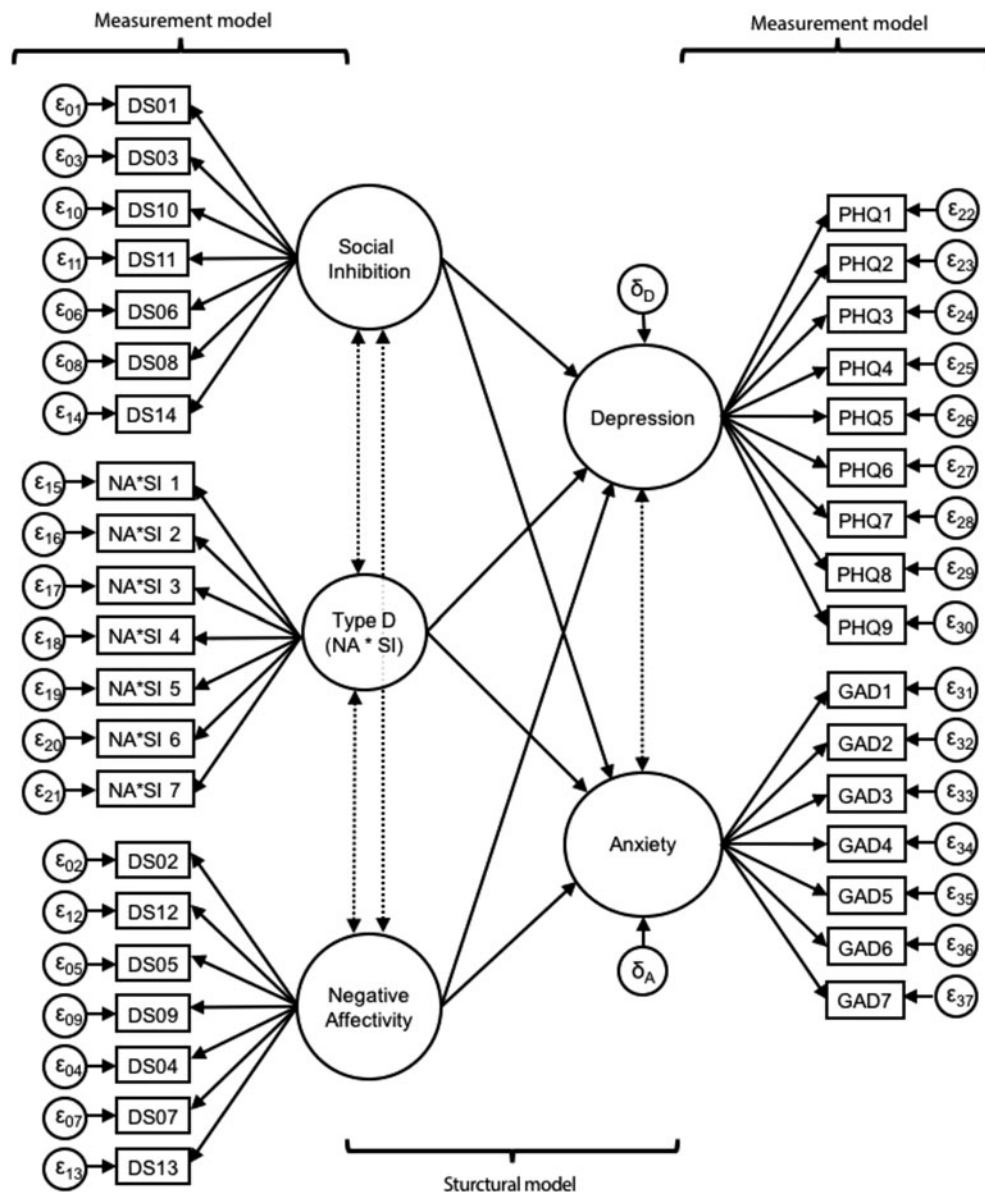 Measurement model
Measurement model
ε01 DS01
ε03 DS03
ε10 DS10
ε11 DS11
ε06 DS06
ε08 DS08
ε14 DS14
Social
Inhibition
ε15 NA*SI 1
ε16 NA*SI 2
ε17 NA*SI 3
ε18 NA*SI 4
ε19 NA*SI 5
ε20 NA*SI 6
ε21 NA*SI 7
Type D
(NA * SI)
ε02 DS02
ε12 DS12
ε05 DS05
ε09 DS09
ε04 DS04
ε07 DS07
ε13 DS13
Negative
Affectivity
δD
Depression
Anxiety
δA
PHQ1 ε22
PHQ2 ε23
PHQ3 ε24
PHQ4 ε25
PHQ5 ε26
PHQ6 ε27
PHQ7 ε28
PHQ8 ε29
PHQ9 ε30
GAD1 ε31
GAD2 ε32
GAD3 ε33
GAD4 ε34
GAD5 ε35
GAD6 ε36
GAD7 ε37
Sturctural model